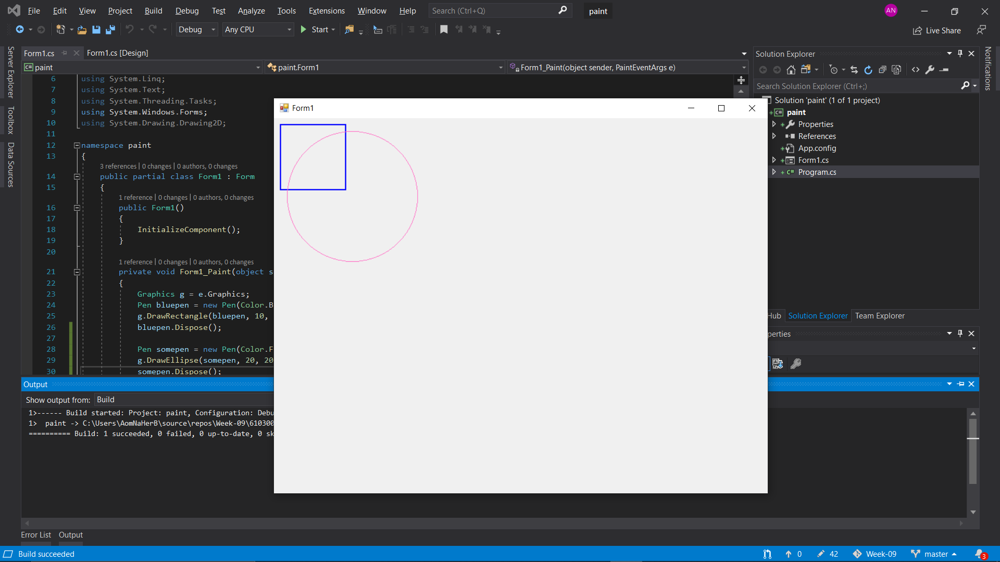 File Edit View Project Build Debug Test Analyze Tools Extensions Window Help Search (Ctrl+Q) paint AN
Debug Any CPU Start Live Share
Server Explorer
Toolbox
Data Sources
Form1.cs Form1.cs [Design]
C# paint paint.Form1 Form1_Paint(object sender, PaintEventArgs e)
6 using System.Linq;
7 using System.Text;
8 using System.Threading.Tasks;
9 using System.Windows.Forms;
10 using System.Drawing.Drawing2D;
11
12 namespace paint
13 {
3 references | 0 changes | 0 authors, 0 changes
14 public partial class Form1 : Form
15 {
1 reference | 0 changes | 0 authors, 0 changes
16 public Form1()
17 {
18 InitializeComponent();
19 }
20
1 reference | 0 changes | 0 authors, 0 changes
21 private void Form1_Paint(object s
22 {
23 Graphics g = e.Graphics;
24 Pen bluepen = new Pen(Color.B
25 g.DrawRectangle(bluepen, 10,
26 bluepen.Dispose();
27
28 Pen somepen = new Pen(Color.F
29 g.DrawEllipse(somepen, 20, 20
30 somepen.Dispose();
Form1
Solution Explorer
Search Solution Explorer (Ctrl+;)
Solution 'paint' (1 of 1 project)
C# paint
Properties
References
App.config
Form1.cs
C# Program.cs
Hub Solution Explorer Team Explorer
perties
Notifications
Output
Show output from: Build
1>------ Build started: Project: paint, Configuration: Debu
1> paint -> C:\Users\AomNaHerB\source\repos\Week-09\610300
========== Build: 1 succeeded, 0 failed, 0 up-to-date, 0 sk
Error List Output
Build succeeded 0 42 Week-09 master 3